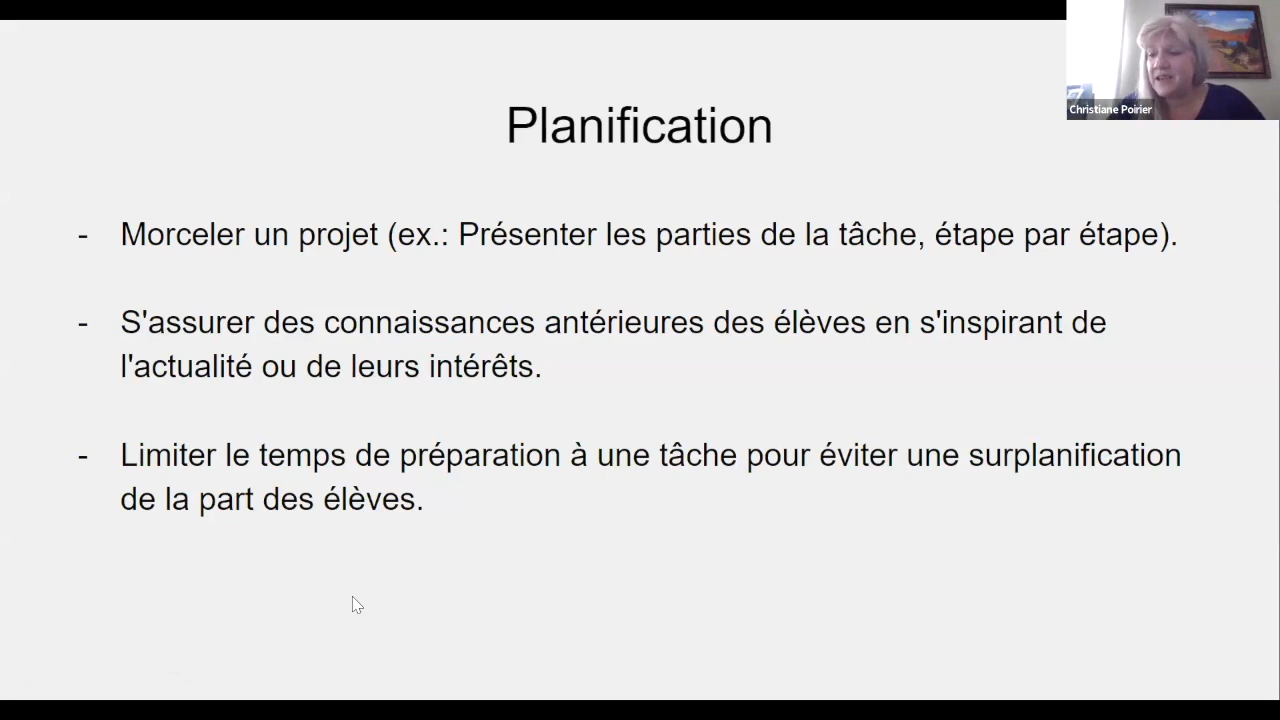 Christiane Poirier
Planification
- Morceler un projet (ex.: Présenter les parties de la tâche, étape par étape).
- S'assurer des connaissances antérieures des élèves en s'inspirant de
l'actualité ou de leurs intérêts.
- Limiter le temps de préparation à une tâche pour éviter une surplanification
de la part des élèves.